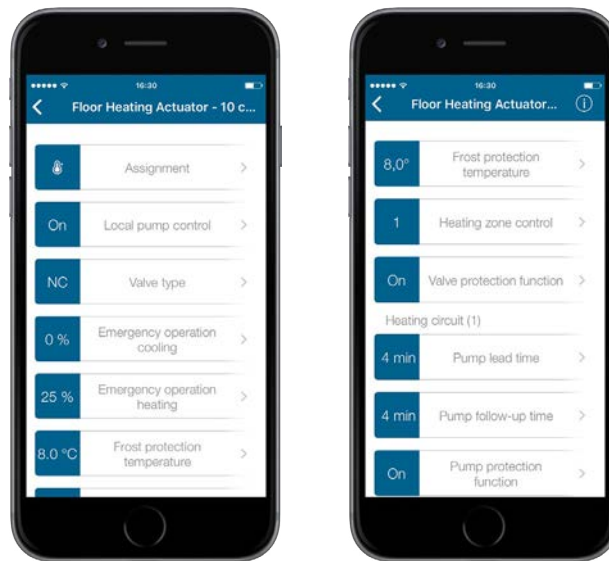 16:30
Floor Heating Actuator - 10 c...
Assignment
On
Local pump control
NC
Valve type
0 %
Emergency operation
cooling
25 %
Emergency operation
heating
8.0 °C
Frost protection
temperature
16:30
Floor Heating Actuator...
8,0°
Frost protection
temperature
1
Heating zone control
On
Valve protection function
Heating circuit (1)
4 min
Pump lead time
4 min
Pump follow-up time
On
Pump protection
function